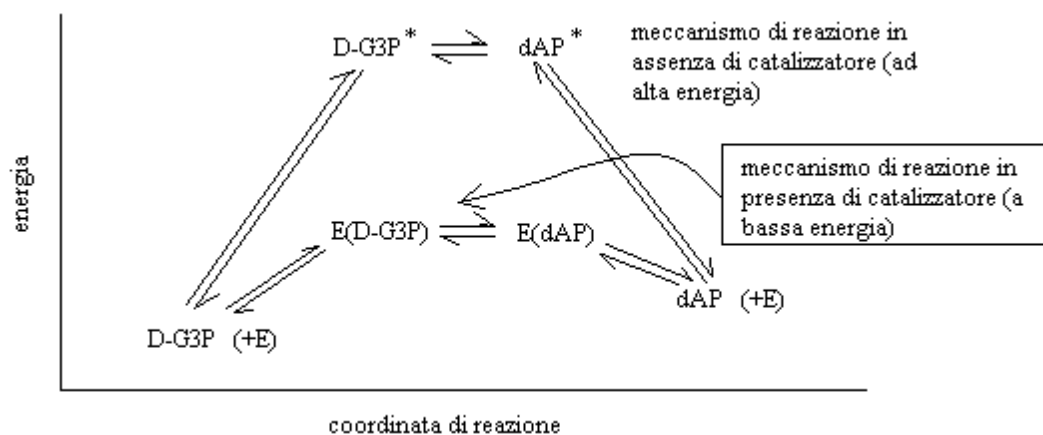 D-G3P* dAP*
meccanismo di reazione in
assenza di catalizzatore (ad
alta energia)
energia
meccanismo di reazione in
presenza di catalizzatore (a
bassa energia)
E(D-G3P) E(dAP)
dAP (+E)
D-G3P (+E)
coordinata di reazione